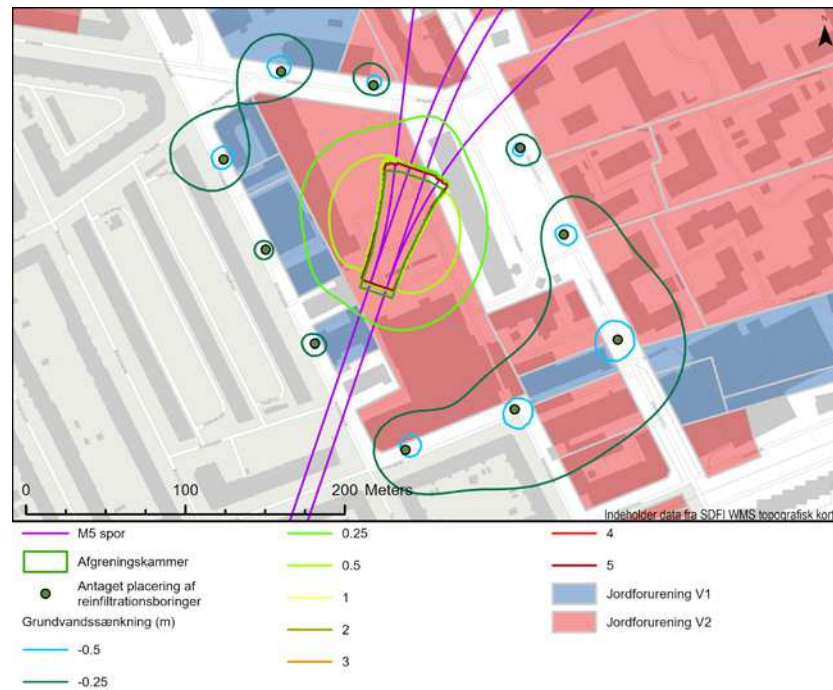 N
0
100
200 Meters
Indeholder data fra SDFI WMS topografisk kort
M5 spor
Afgreningskammer
Antaget placering af
reinfiltrationsboringer
Grundvandssænkning (m)
-0.5
-0.25
0.25
0.5
1
2
3
4
5
Jordforurening V1
Jordforurening V2